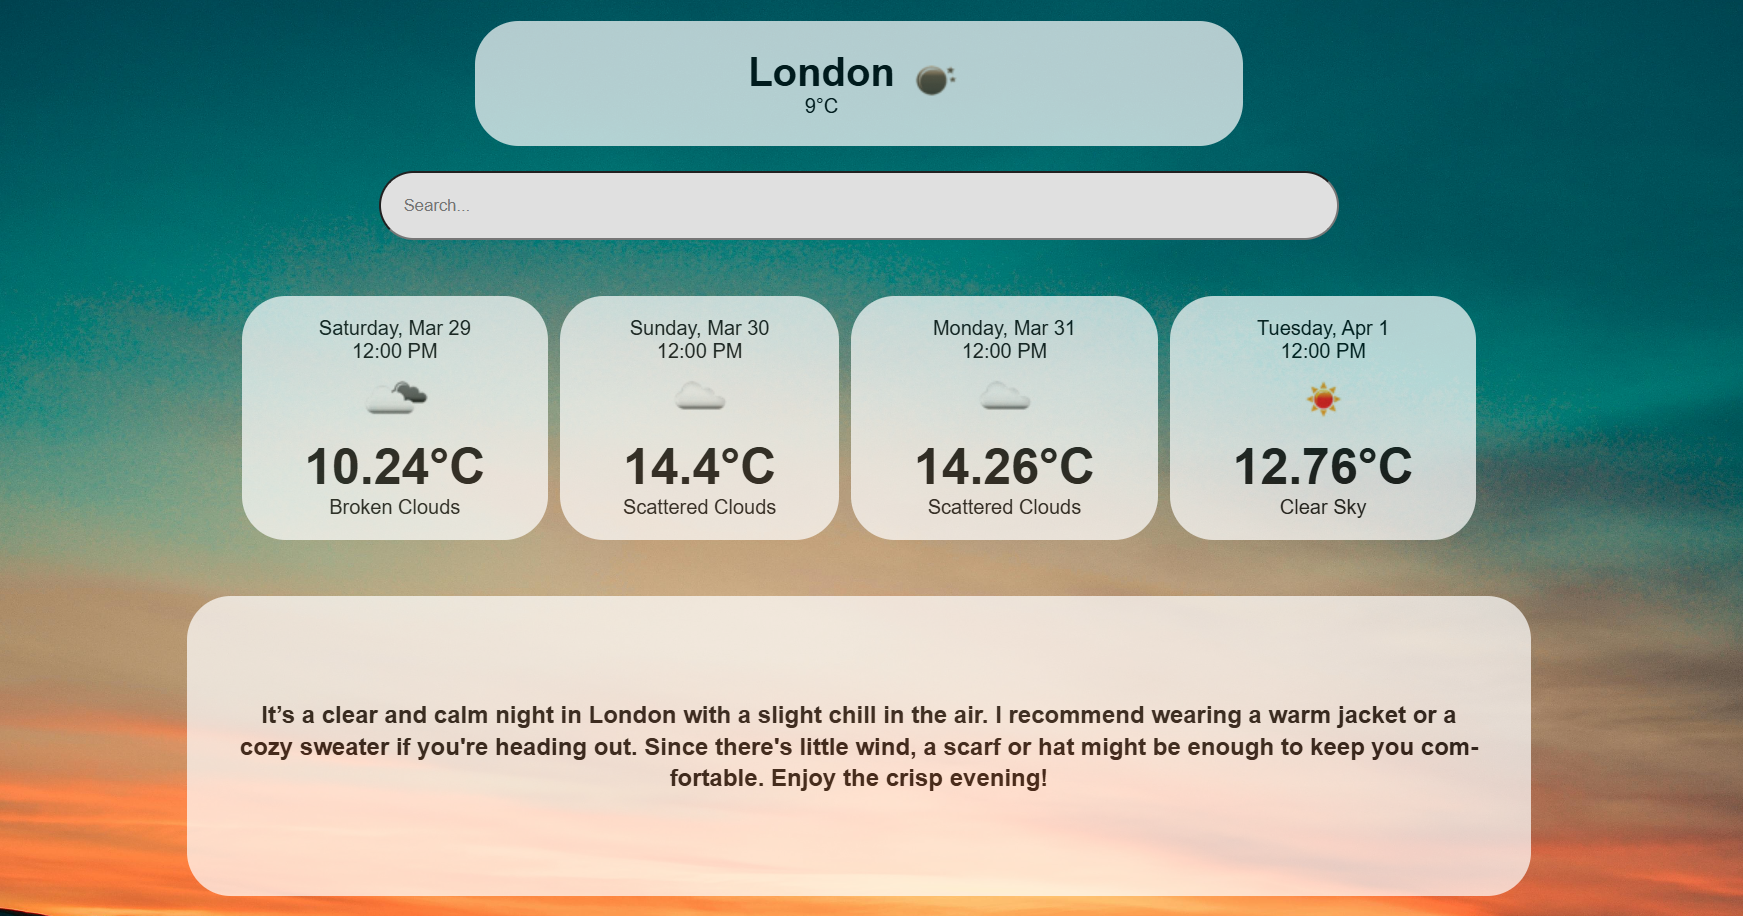 London
9°C
Search...
Saturday, Mar 29
12:00 PM
10.24°C
Broken Clouds
Sunday, Mar 30
12:00 PM
14.4°C
Scattered Clouds
Monday, Mar 31
12:00 PM
14.26°C
Scattered Clouds
Tuesday, Apr 1
12:00 PM
12.76°C
Clear Sky
It’s a clear and calm night in London with a slight chill in the air. I recommend wearing a warm jacket or a
cozy sweater if you're heading out. Since there's little wind, a scarf or hat might be enough to keep you com-
fortable. Enjoy the crisp evening!